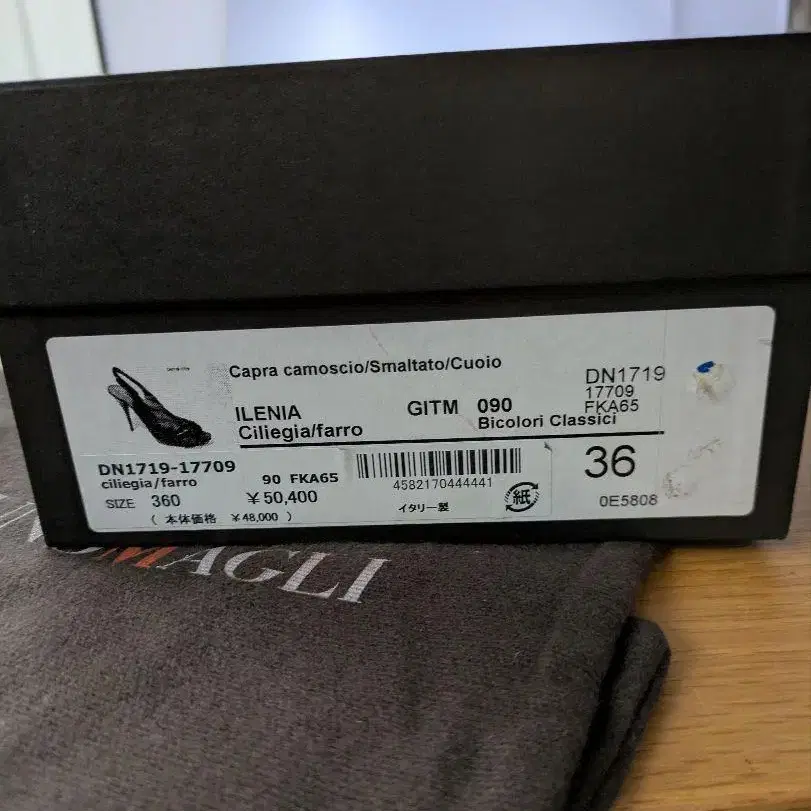 Capra camoscio/Smaltato/Cuoio
DN1719
17709
FKA65
ILENIA
GITM 090
Ciliegia/farro
Bicolori Classici
DN1719-17709
ciliegia/farro
90 FKA65
SIZE 360
¥50,400
( 本体価格 ¥48,000 )
4582170444441
イタリー製
紙
36
0E5808
MAGLI